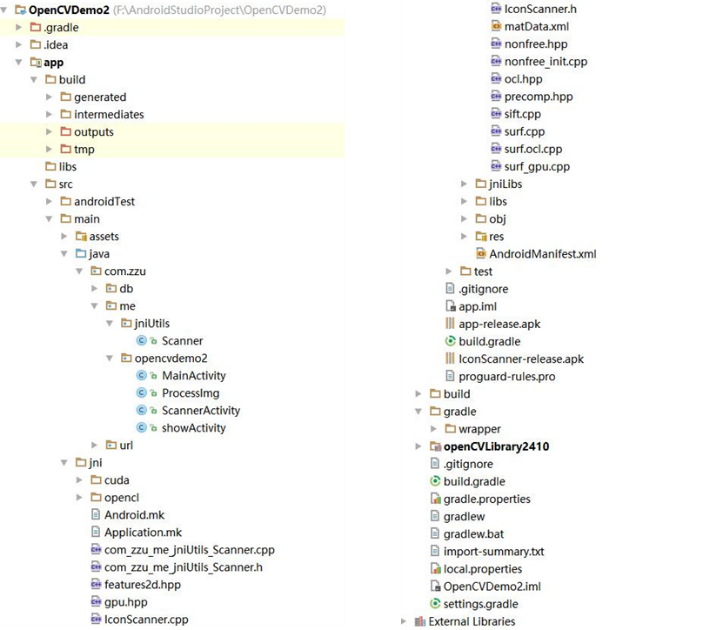 OpenCVDemo2 (F:\AndroidStudioProject\OpenCVDemo2)
.gradle
.idea
app
build
generated
intermediates
outputs
tmp
libs
src
androidTest
main
assets
java
com.zzu
db
me
jniUtils
Scanner
opencvdemo2
MainActivity
ProcessImg
ScannerActivity
showActivity
url
jni
cuda
opencl
Android.mk
Application.mk
com_zzu_me_jniUtils_Scanner.cpp
com_zzu_me_jniUtils_Scanner.h
features2d.hpp
gpu.hpp
IconScanner.cpp
IconScanner.h
matData.xml
nonfree.hpp
nonfree_init.cpp
ocl.hpp
precomp.hpp
sift.cpp
surf.cpp
surf.ocl.cpp
surf_gpu.cpp
jniLibs
libs
obj
res
AndroidManifest.xml
test
.gitignore
app.iml
app-release.apk
build.gradle
IconScanner-release.apk
proguard-rules.pro
build
gradle
wrapper
openCVLibrary2410
.gitignore
build.gradle
gradle.properties
gradlew
gradlew.bat
import-summary.txt
local.properties
OpenCVDemo2.iml
settings.gradle
External Libraries